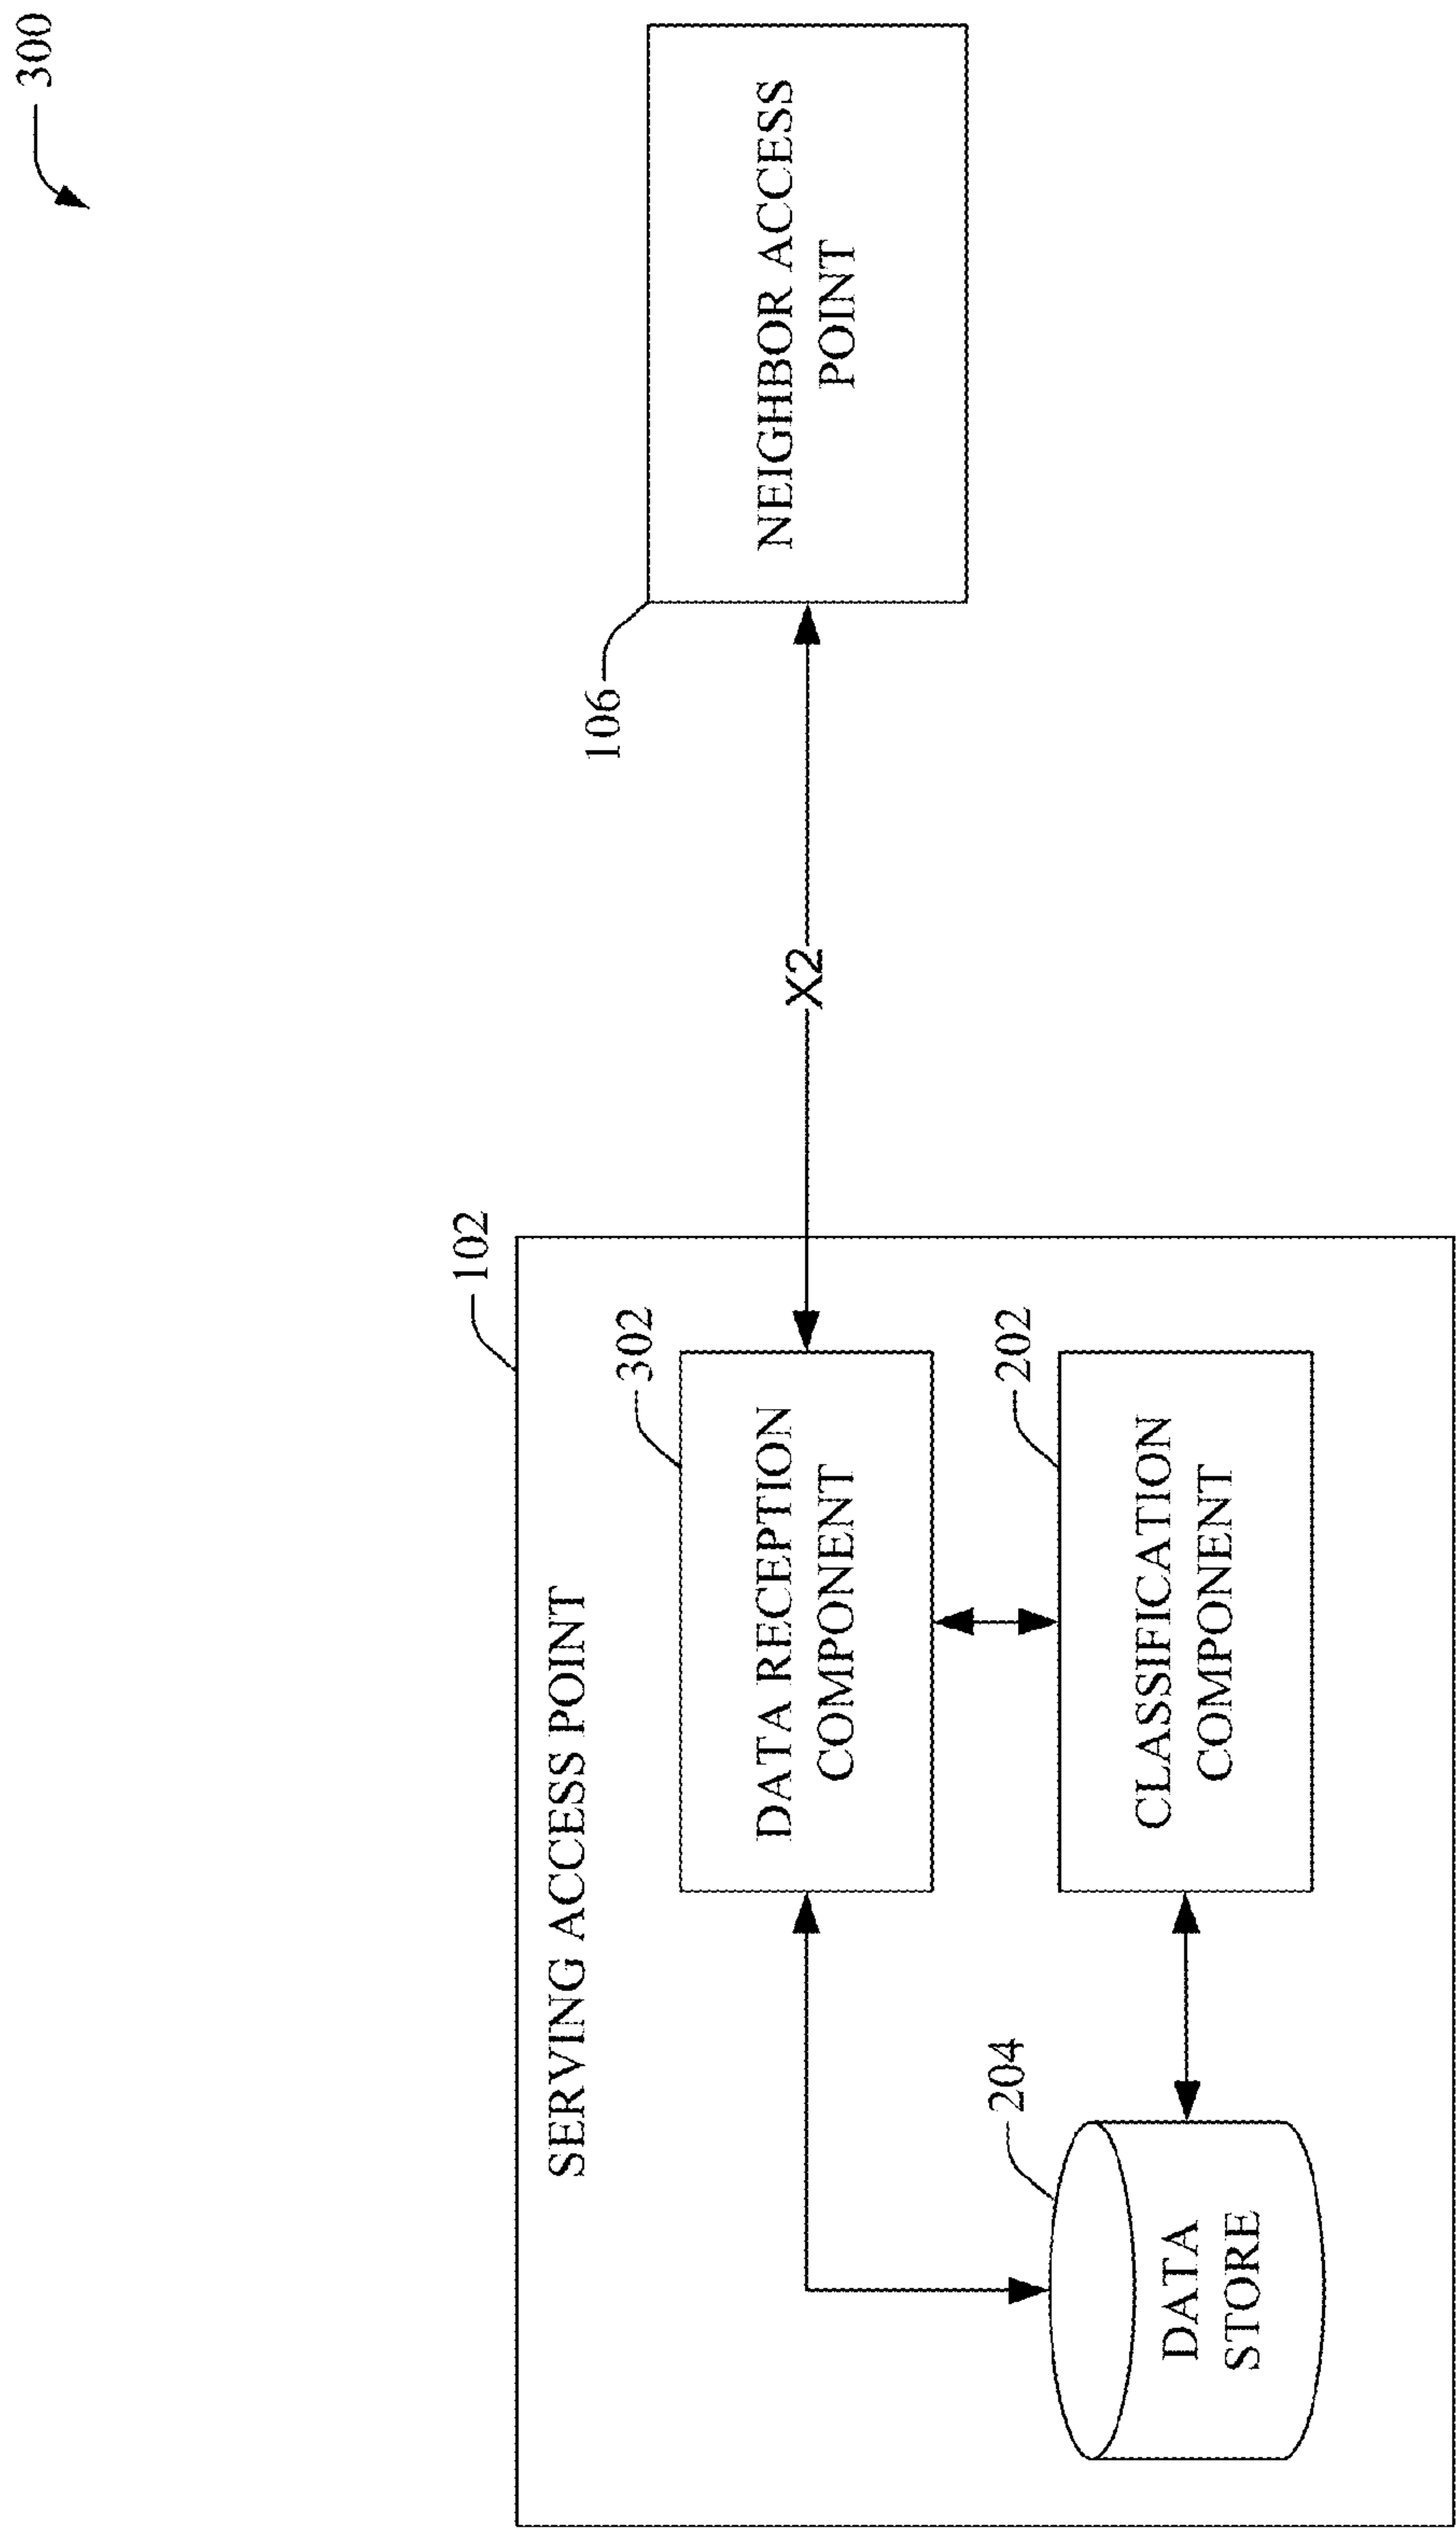 300
102
SERVING ACCESS POINT
302
DATA RECEPTION
COMPONENT
X2
106
NEIGHBOR ACCESS
POINT
204
DATA
STORE
202
CLASSIFICATION
COMPONENT